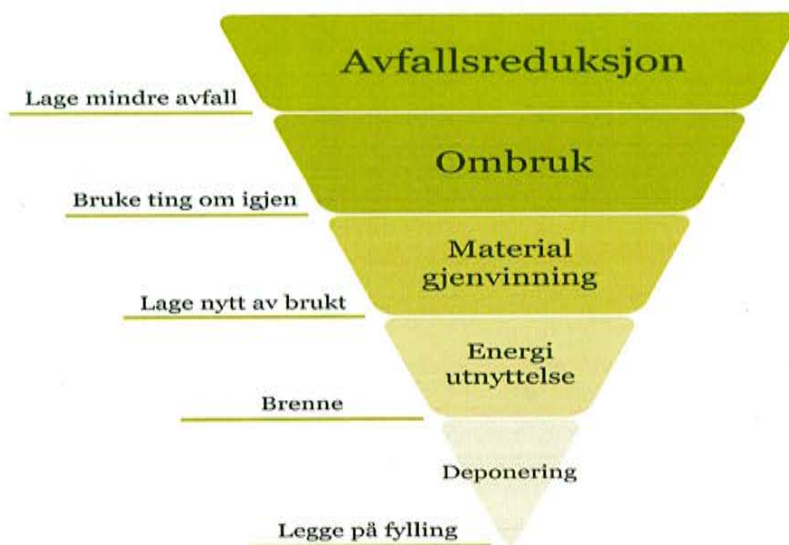 Avfallsreduksjon
Lage mindre avfall
Ombruk
Bruke ting om igjen
Material
gjenvinning
Lage nytt av brukt
Energi
utnyttelse
Brenne
Deponering
Legge på fylling